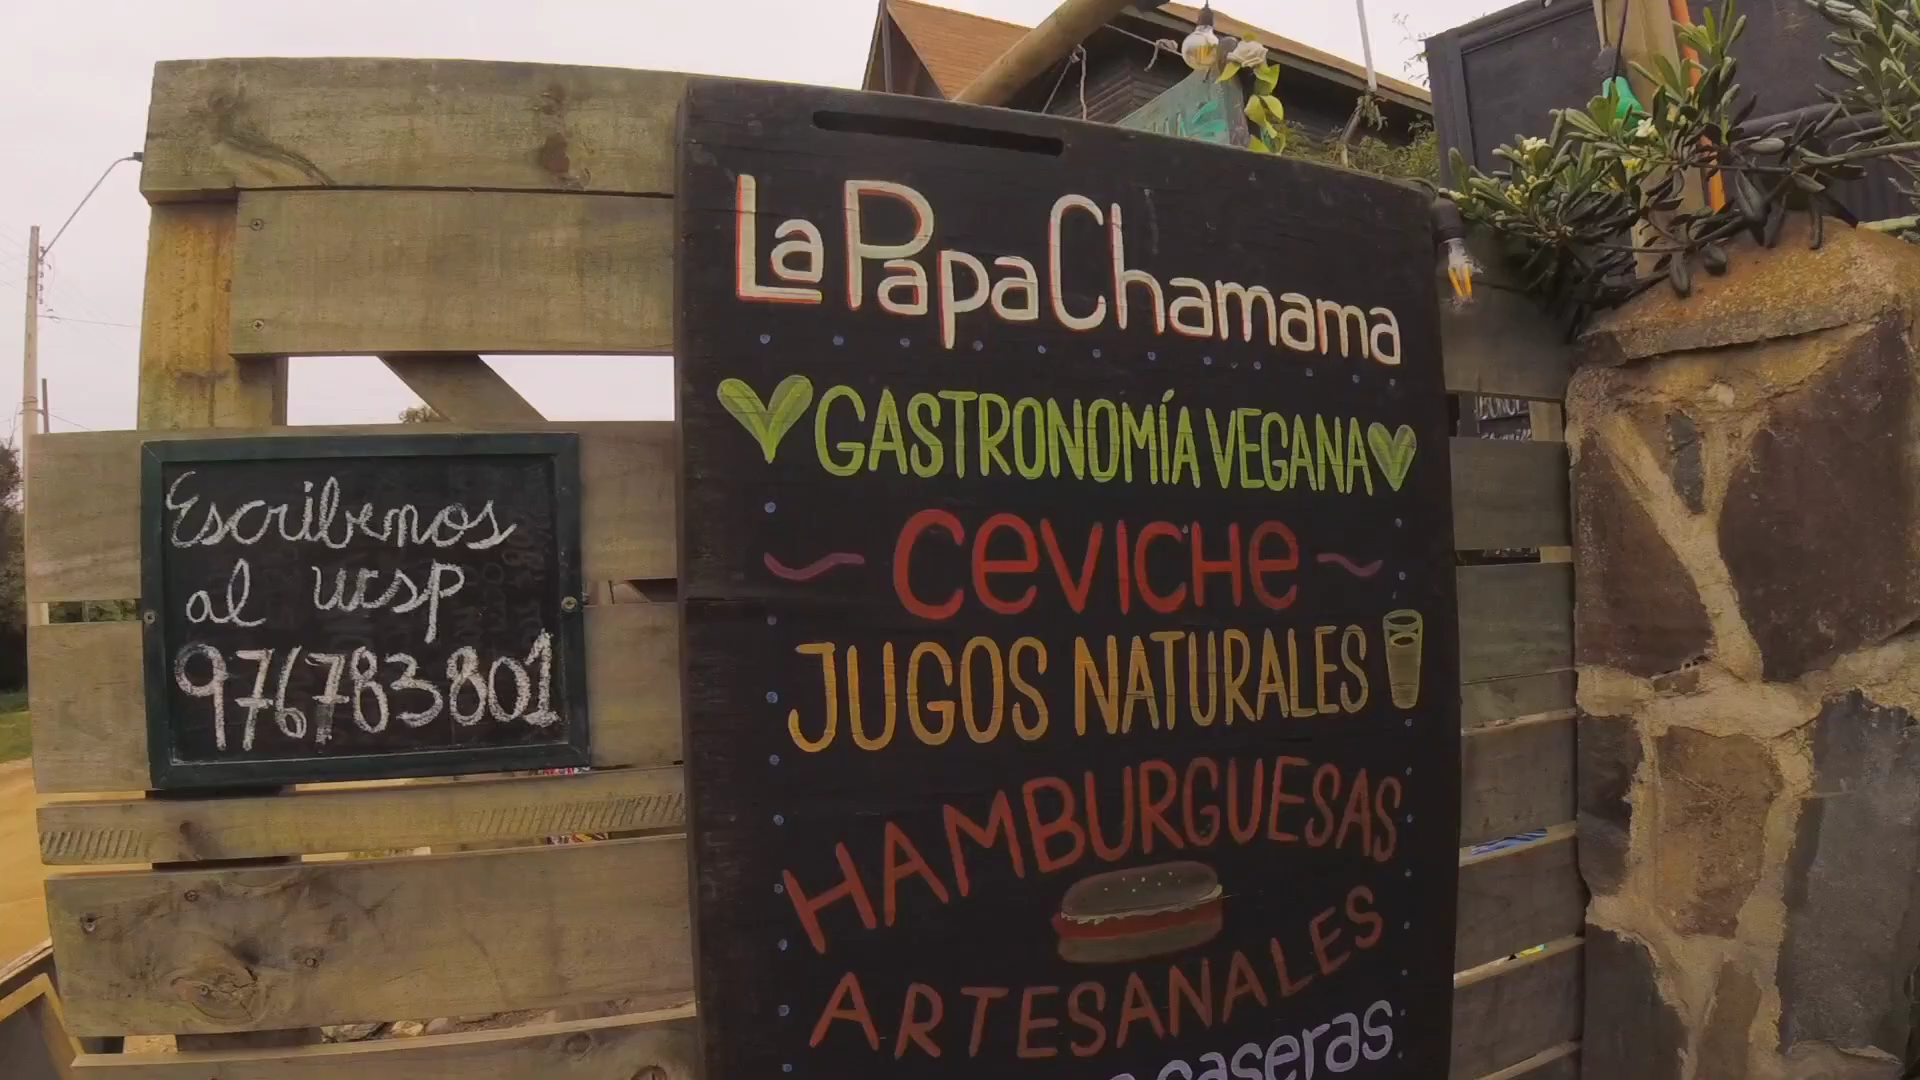 Escribenos
al wsp
976783801
La PapaChamama
GASTRONOMÍA VEGANA
CeVICHe
JUGOS NATURALES
HAMBURGUESAS
ARTESANALES
caseras